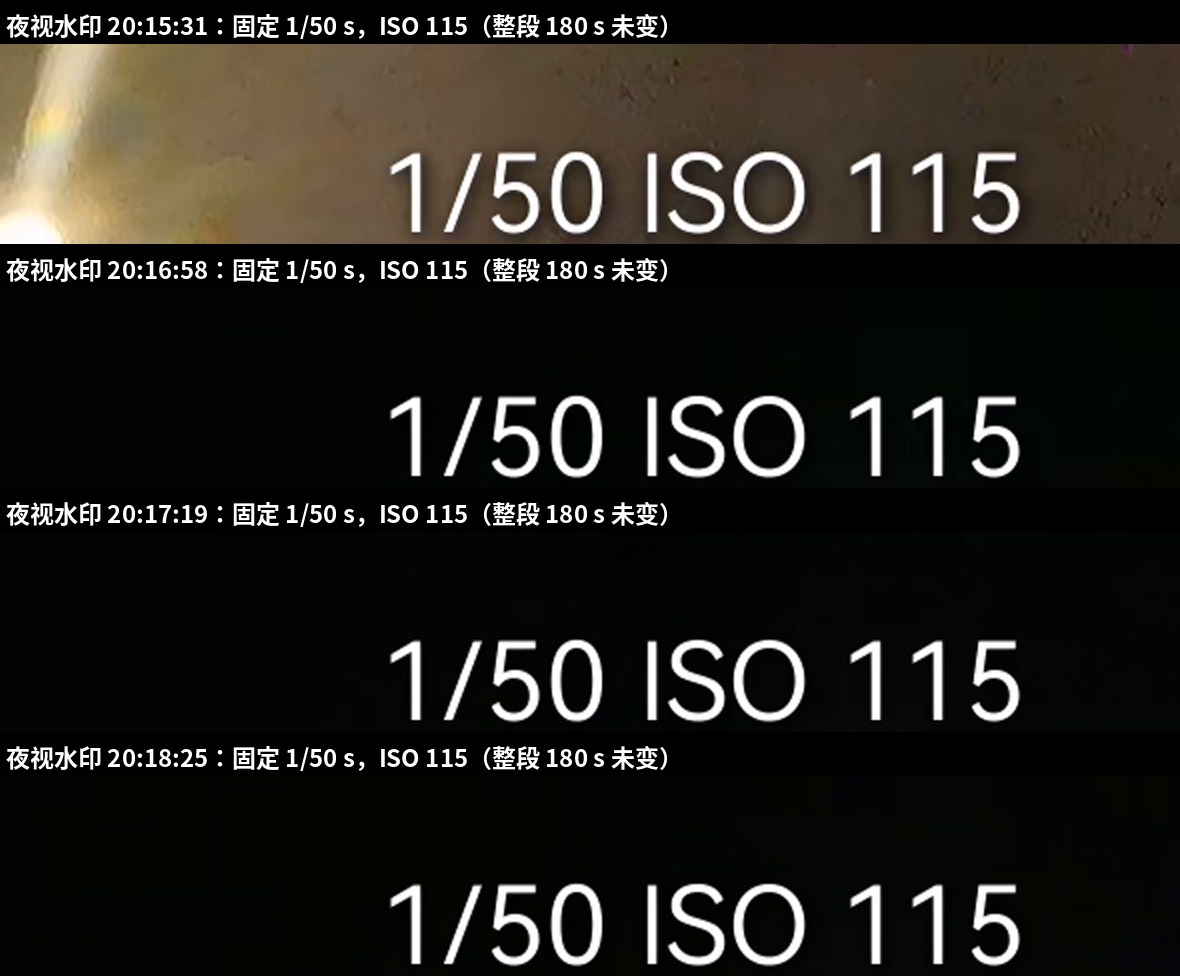 夜视水印 20:15:31：固定 1/50 s，ISO 115（整段 180 s 未变）
1/50 ISO 115
夜视水印 20:16:58：固定 1/50 s，ISO 115（整段 180 s 未变）
1/50 ISO 115
夜视水印 20:17:19：固定 1/50 s，ISO 115（整段 180 s 未变）
1/50 ISO 115
夜视水印 20:18:25：固定 1/50 s，ISO 115（整段 180 s 未变）
1/50 ISO 115